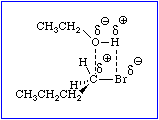 CH₃CH₂ δ⊖ δ⊕
O H
H δ⊕ δ⊖
H C Br
CH₃CH₂CH₂